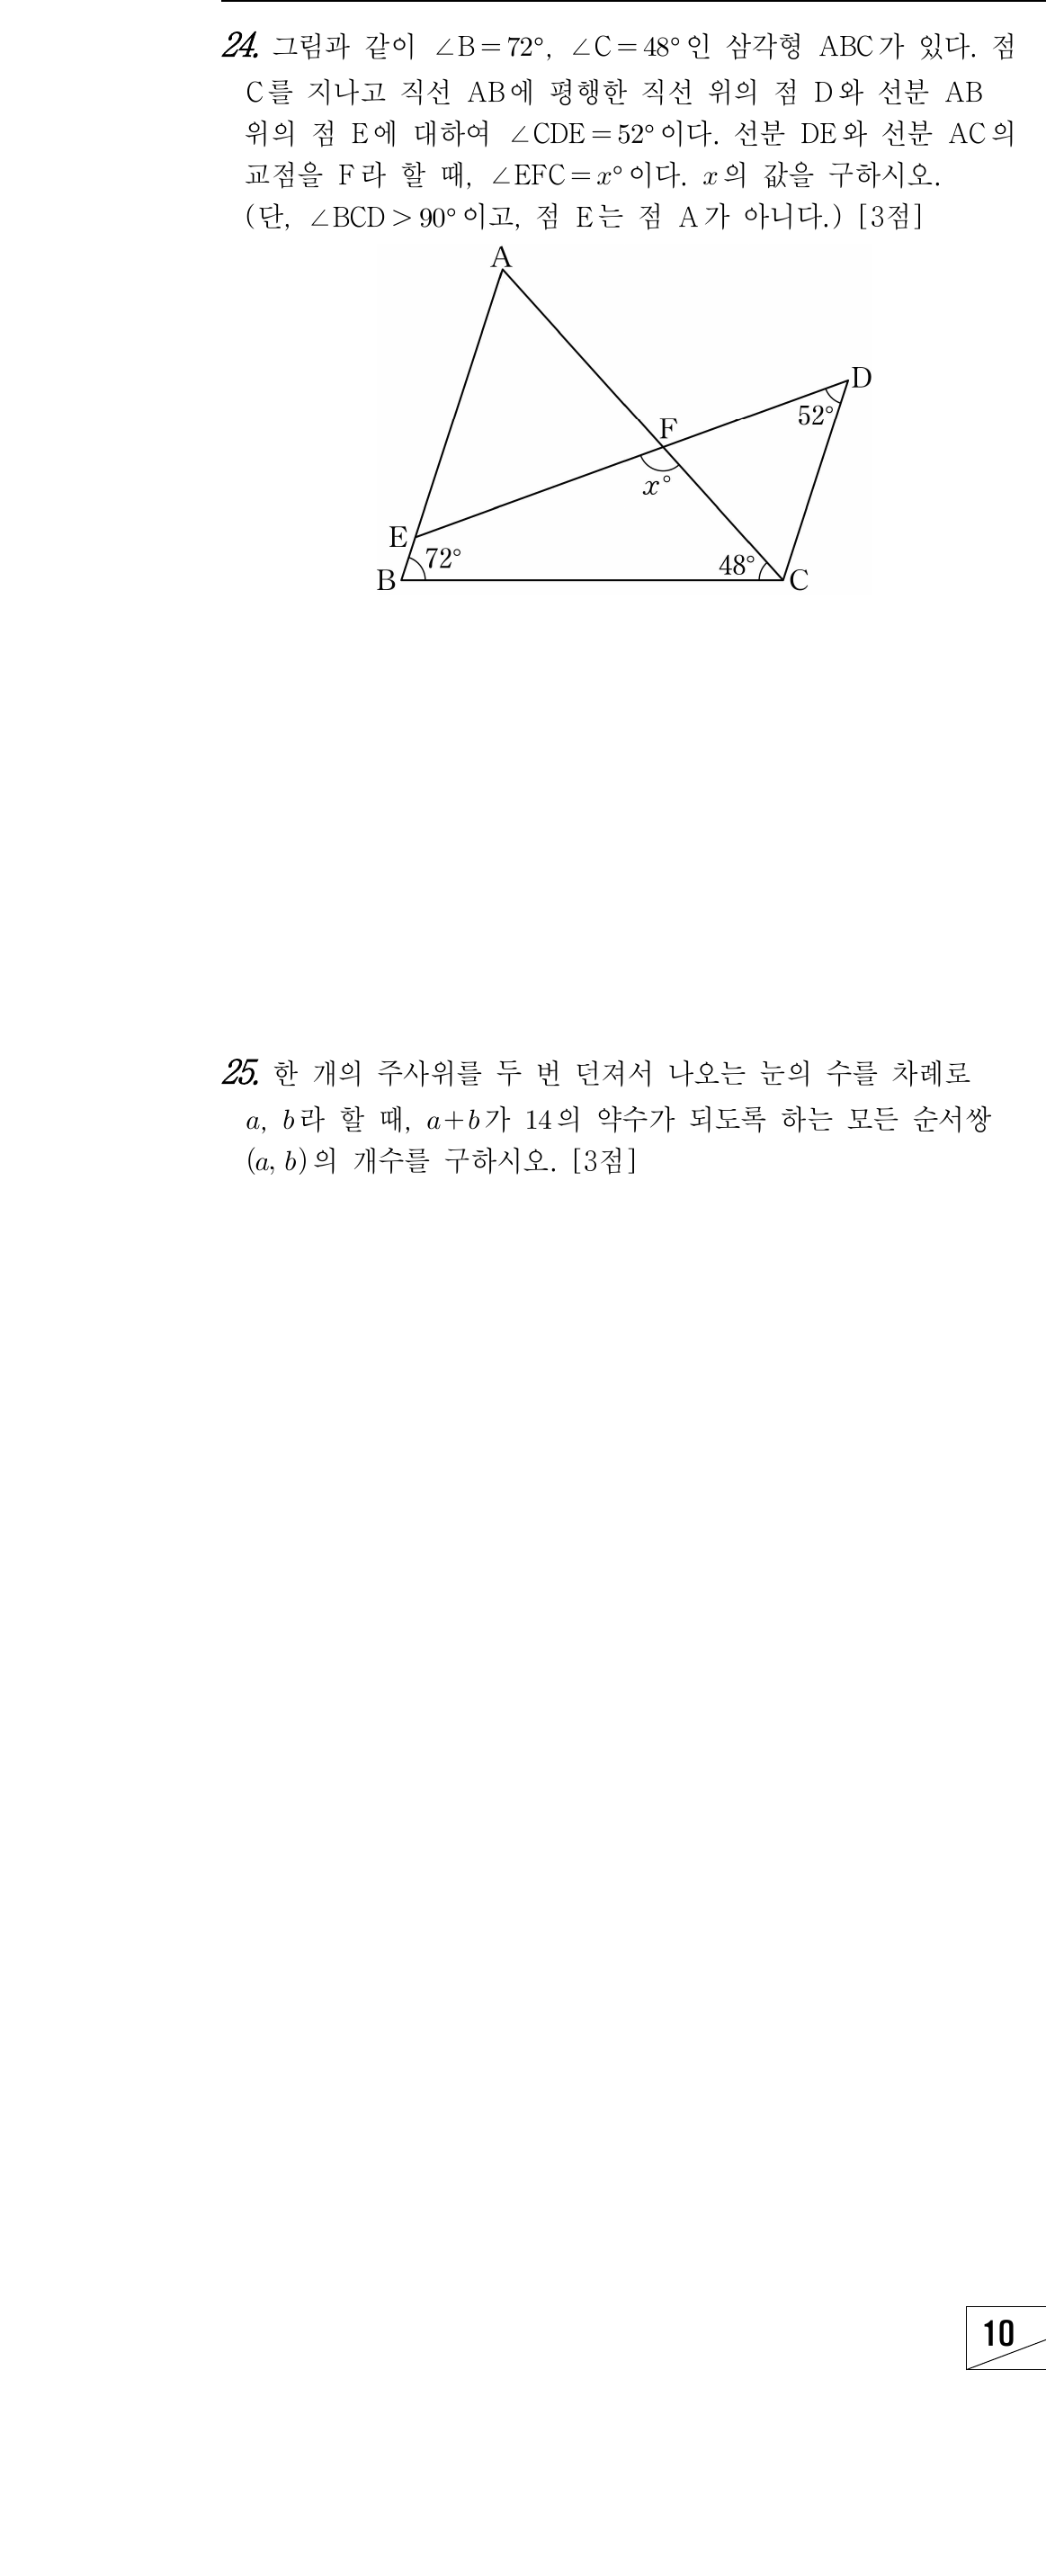 24. 그림과 같이 ∠B=72°, ∠C=48°인 삼각형 ABC가 있다. 점
C를 지나고 직선 AB에 평행한 직선 위의 점 D와 선분 AB
위의 점 E에 대하여 ∠CDE=52°이다. 선분 DE와 선분 AC의
교점을 F라 할 때, ∠EFC=x°이다. x의 값을 구하시오.
(단, ∠BCD>90°이고, 점 E는 점 A가 아니다.) [3점]
A
D
52°
F
x°
E
72°
48°
B
C
25. 한 개의 주사위를 두 번 던져서 나오는 눈의 수를 차례로
a, b라 할 때, a+b가 14의 약수가 되도록 하는 모든 순서쌍
(a, b)의 개수를 구하시오. [3점]
10